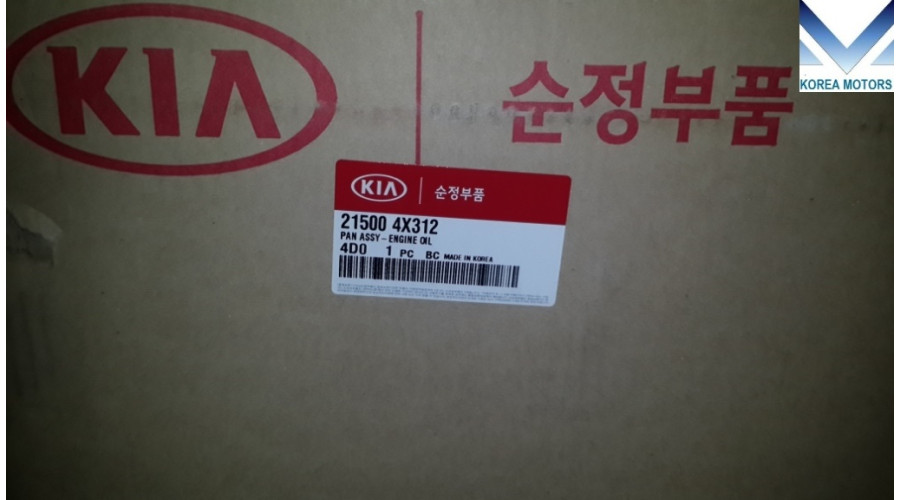 KIA 순정부품
KOREA MOTORS
KIA 순정부품
21500 4X312
PAN ASSY - ENGINE OIL
4D0 1 PC BC MADE IN KOREA